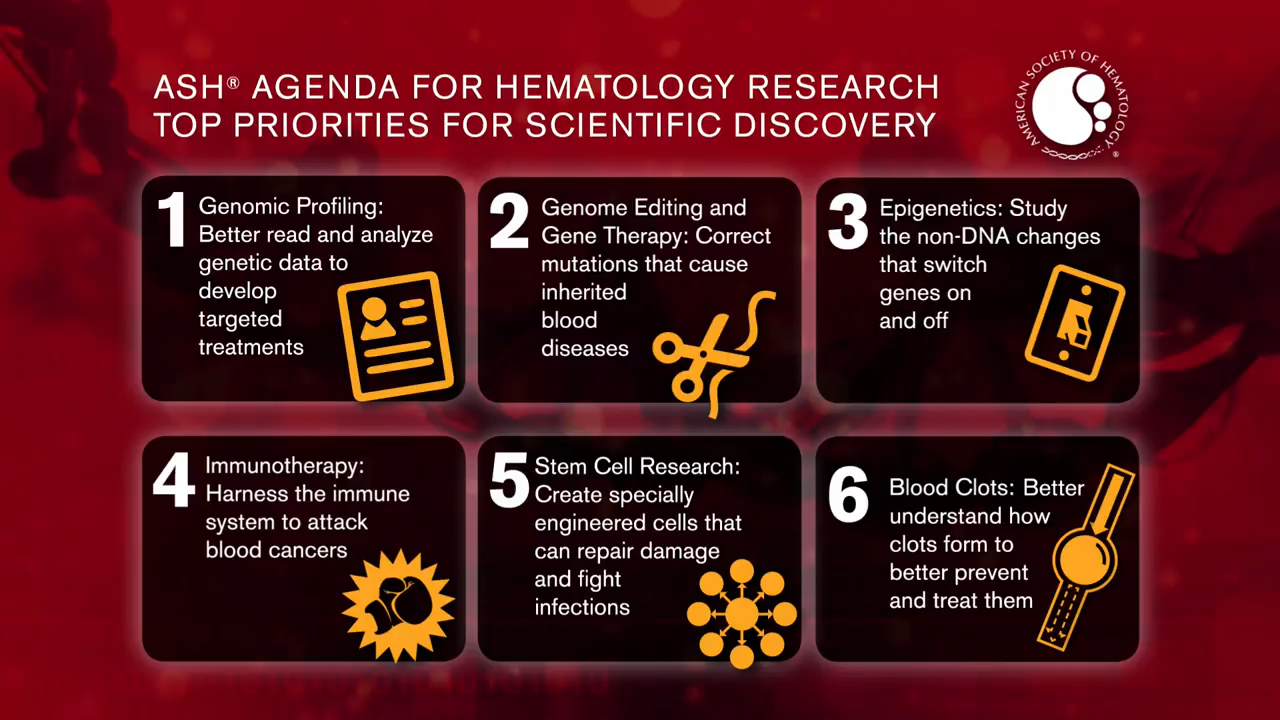 ASH® AGENDA FOR HEMATOLOGY RESEARCH
TOP PRIORITIES FOR SCIENTIFIC DISCOVERY
AMERICAN SOCIETY OF HEMATOLOGY®
1
Genomic Profiling:
Better read and analyze
genetic data to
develop
targeted
treatments
2
Genome Editing and
Gene Therapy: Correct
mutations that cause
inherited
blood
diseases
3
Epigenetics: Study
the non-DNA changes
that switch
genes on
and off
4
Immunotherapy:
Harness the immune
system to attack
blood cancers
5
Stem Cell Research:
Create specially
engineered cells that
can repair damage
and fight
infections
6
Blood Clots: Better
understand how
clots form to
better prevent
and treat them